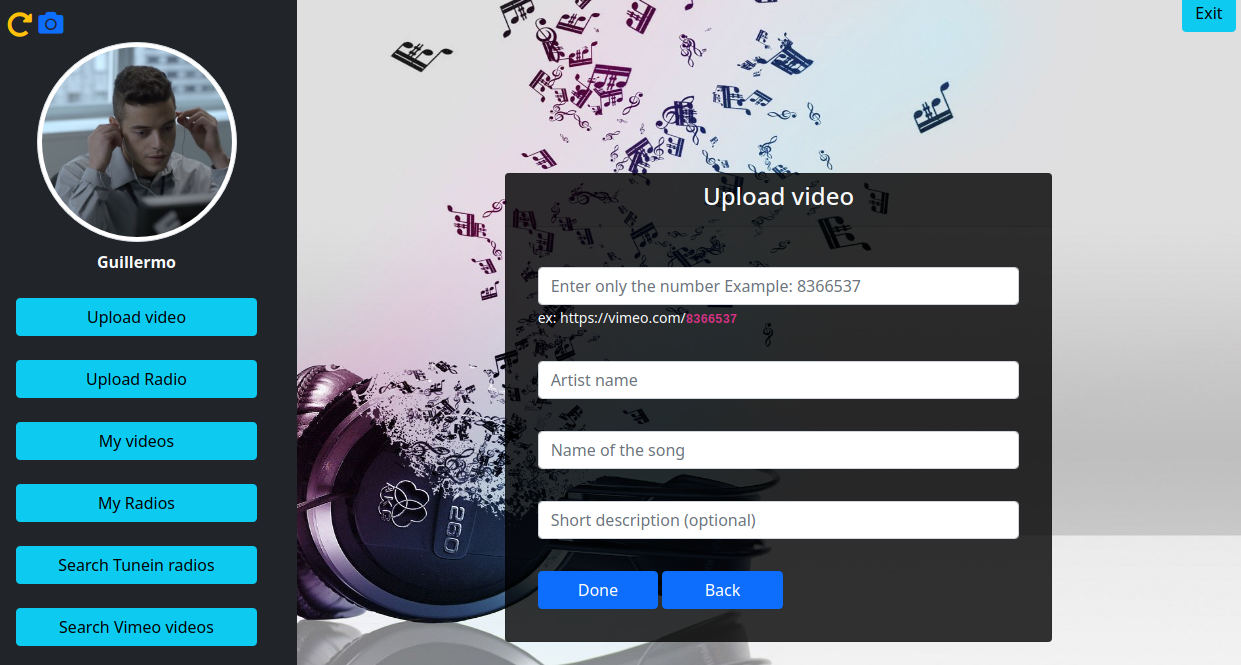 Exit
Guillermo
Upload video
Upload Radio
My videos
My Radios
Search Tunein radios
Search Vimeo videos
Upload video
Enter only the number Example: 8366537
ex: https://vimeo.com/8366537
Artist name
Name of the song
Short description (optional)
Done Back
AKG
260